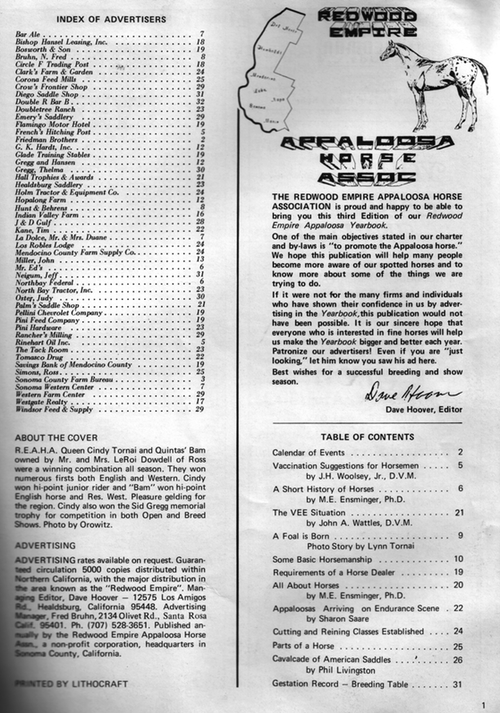 INDEX OF ADVERTISERS
Bar Ale 7
Bishop Hansel Leasing, Inc. 18
Bosworth & Son 19
Bruhn, N. Fred 8
Circle F Trading Post 18
Clark's Farm & Garden 24
Corona Feed Mills 25
Crow's Frontier Shop 29
Diego Saddle Shop 31
Double R Bar B 32
Doubletree Ranch 23
Emery's Saddlery 29
Flamingo Motor Hotel 19
French's Hitching Post 5
Friedman Brothers 2
G. K. Hardt, Inc. 12
Glade Training Stables 19
Gregg and Hansen 12
Gregg, Thelma 30
Hall Trophies & Awards 21
Healdsburg Saddlery 23
Holm Tractor & Equipment Co. 24
Hopalong Farm 12
Hunt & Behrens 8
Indian Valley Farm 16
J & D Gulf 28
Kane, Tim 22
La Dolce, Mr. & Mrs. Duane 7
Los Robles Lodge 24
Mendocino County Farm Supply Co. 24
Miller, John 13
Mr. Ed's 6
Neigum, Jeff 31
Northbay Federal 6
North Bay Tractor, Inc. 23
Oster, Judy 30
Palm's Saddle Shop 21
Pellini Chevrolet Company 19
Pini Feed Company 19
Pini Hardware 23
Rancher's Milling 29
Rinehart Oil Inc. 5
The Tack Room 23
Tomasco Drug 22
Savings Bank of Mendocino County 19
Simons, Ross 25
Sonoma County Farm Bureau 3
Sonoma Western Center 7
Western Farm Center 29
Westgate Realty 17
Windsor Feed & Supply 29
ABOUT THE COVER
R.E.A.H.A. Queen Cindy Tornai and Quintas' Bam
owned by Mr. and Mrs. LeRoi Dowdell of Ross
were a winning combination all season. They won
numerous firsts both English and Western. Cindy
won hi-point junior rider and "Bam" won hi-point
English horse and Res. West. Pleasure gelding for
the region. Cindy also won the Sid Gregg memorial
trophy for competition in both Open and Breed
Shows. Photo by Orowitz.
ADVERTISING
ADVERTISING rates available on request. Guaran-
teed circulation 5000 copies distributed within
Northern California, with the major distribution in
the area known as the "Redwood Empire". Man-
aging Editor, Dave Hoover — 12575 Los Amigos
Rd., Healdsburg, California 95448. Advertising
Manager, Fred Bruhn, 2134 Olivet Rd., Santa Rosa
Calif. 95401. Ph. (707) 528-3651. Published an-
nually by the Redwood Empire Appaloosa Horse
Assn., a non-profit corporation, headquarters in
Sonoma County, California.
PRINTED BY LITHOCRAFT
REDWOOD
EMPIRE
Del Norte
Humboldt
Mendocino
Lake
Napa
Sonoma
Marin
APPALOOSA
HORSE
ASSOC
THE REDWOOD EMPIRE APPALOOSA HORSE
ASSOCIATION is proud and happy to be able to
bring you this third Edition of our Redwood
Empire Appaloosa Yearbook.
One of the main objectives stated in our charter
and by-laws is "to promote the Appaloosa horse."
We hope this publication will help many people
become more aware of our spotted horses and to
know more about some of the things we are
trying to do.
If it were not for the many firms and individuals
who have shown their confidence in us by adver-
tising in the Yearbook, this publication would not
have been possible. It is our sincere hope that
everyone who is interested in fine horses will help
us make the Yearbook bigger and better each year.
Patronize our advertisers! Even if you are "just
looking," let him know you saw his ad here.
Best wishes for a successful breeding and show
season.
Dave Hoover
Dave Hoover, Editor
TABLE OF CONTENTS
Calendar of Events 2
Vaccination Suggestions for Horsemen 5
by J.H. Woolsey, Jr., D.V.M.
A Short History of Horses 6
by M.E. Ensminger, Ph.D.
The VEE Situation 21
by John A. Wattles, D.V.M.
A Foal is Born 9
Photo Story by Lynn Tornai
Some Basic Horsemanship 10
Requirements of a Horse Dealer 19
All About Horses 20
by M.E. Ensminger, Ph.D.
Appaloosas Arriving on Endurance Scene 22
by Sharon Saare
Cutting and Reining Classes Established 24
Parts of a Horse 25
Cavalcade of American Saddles 26
by Phil Livingston
Gestation Record — Breeding Table 31
1